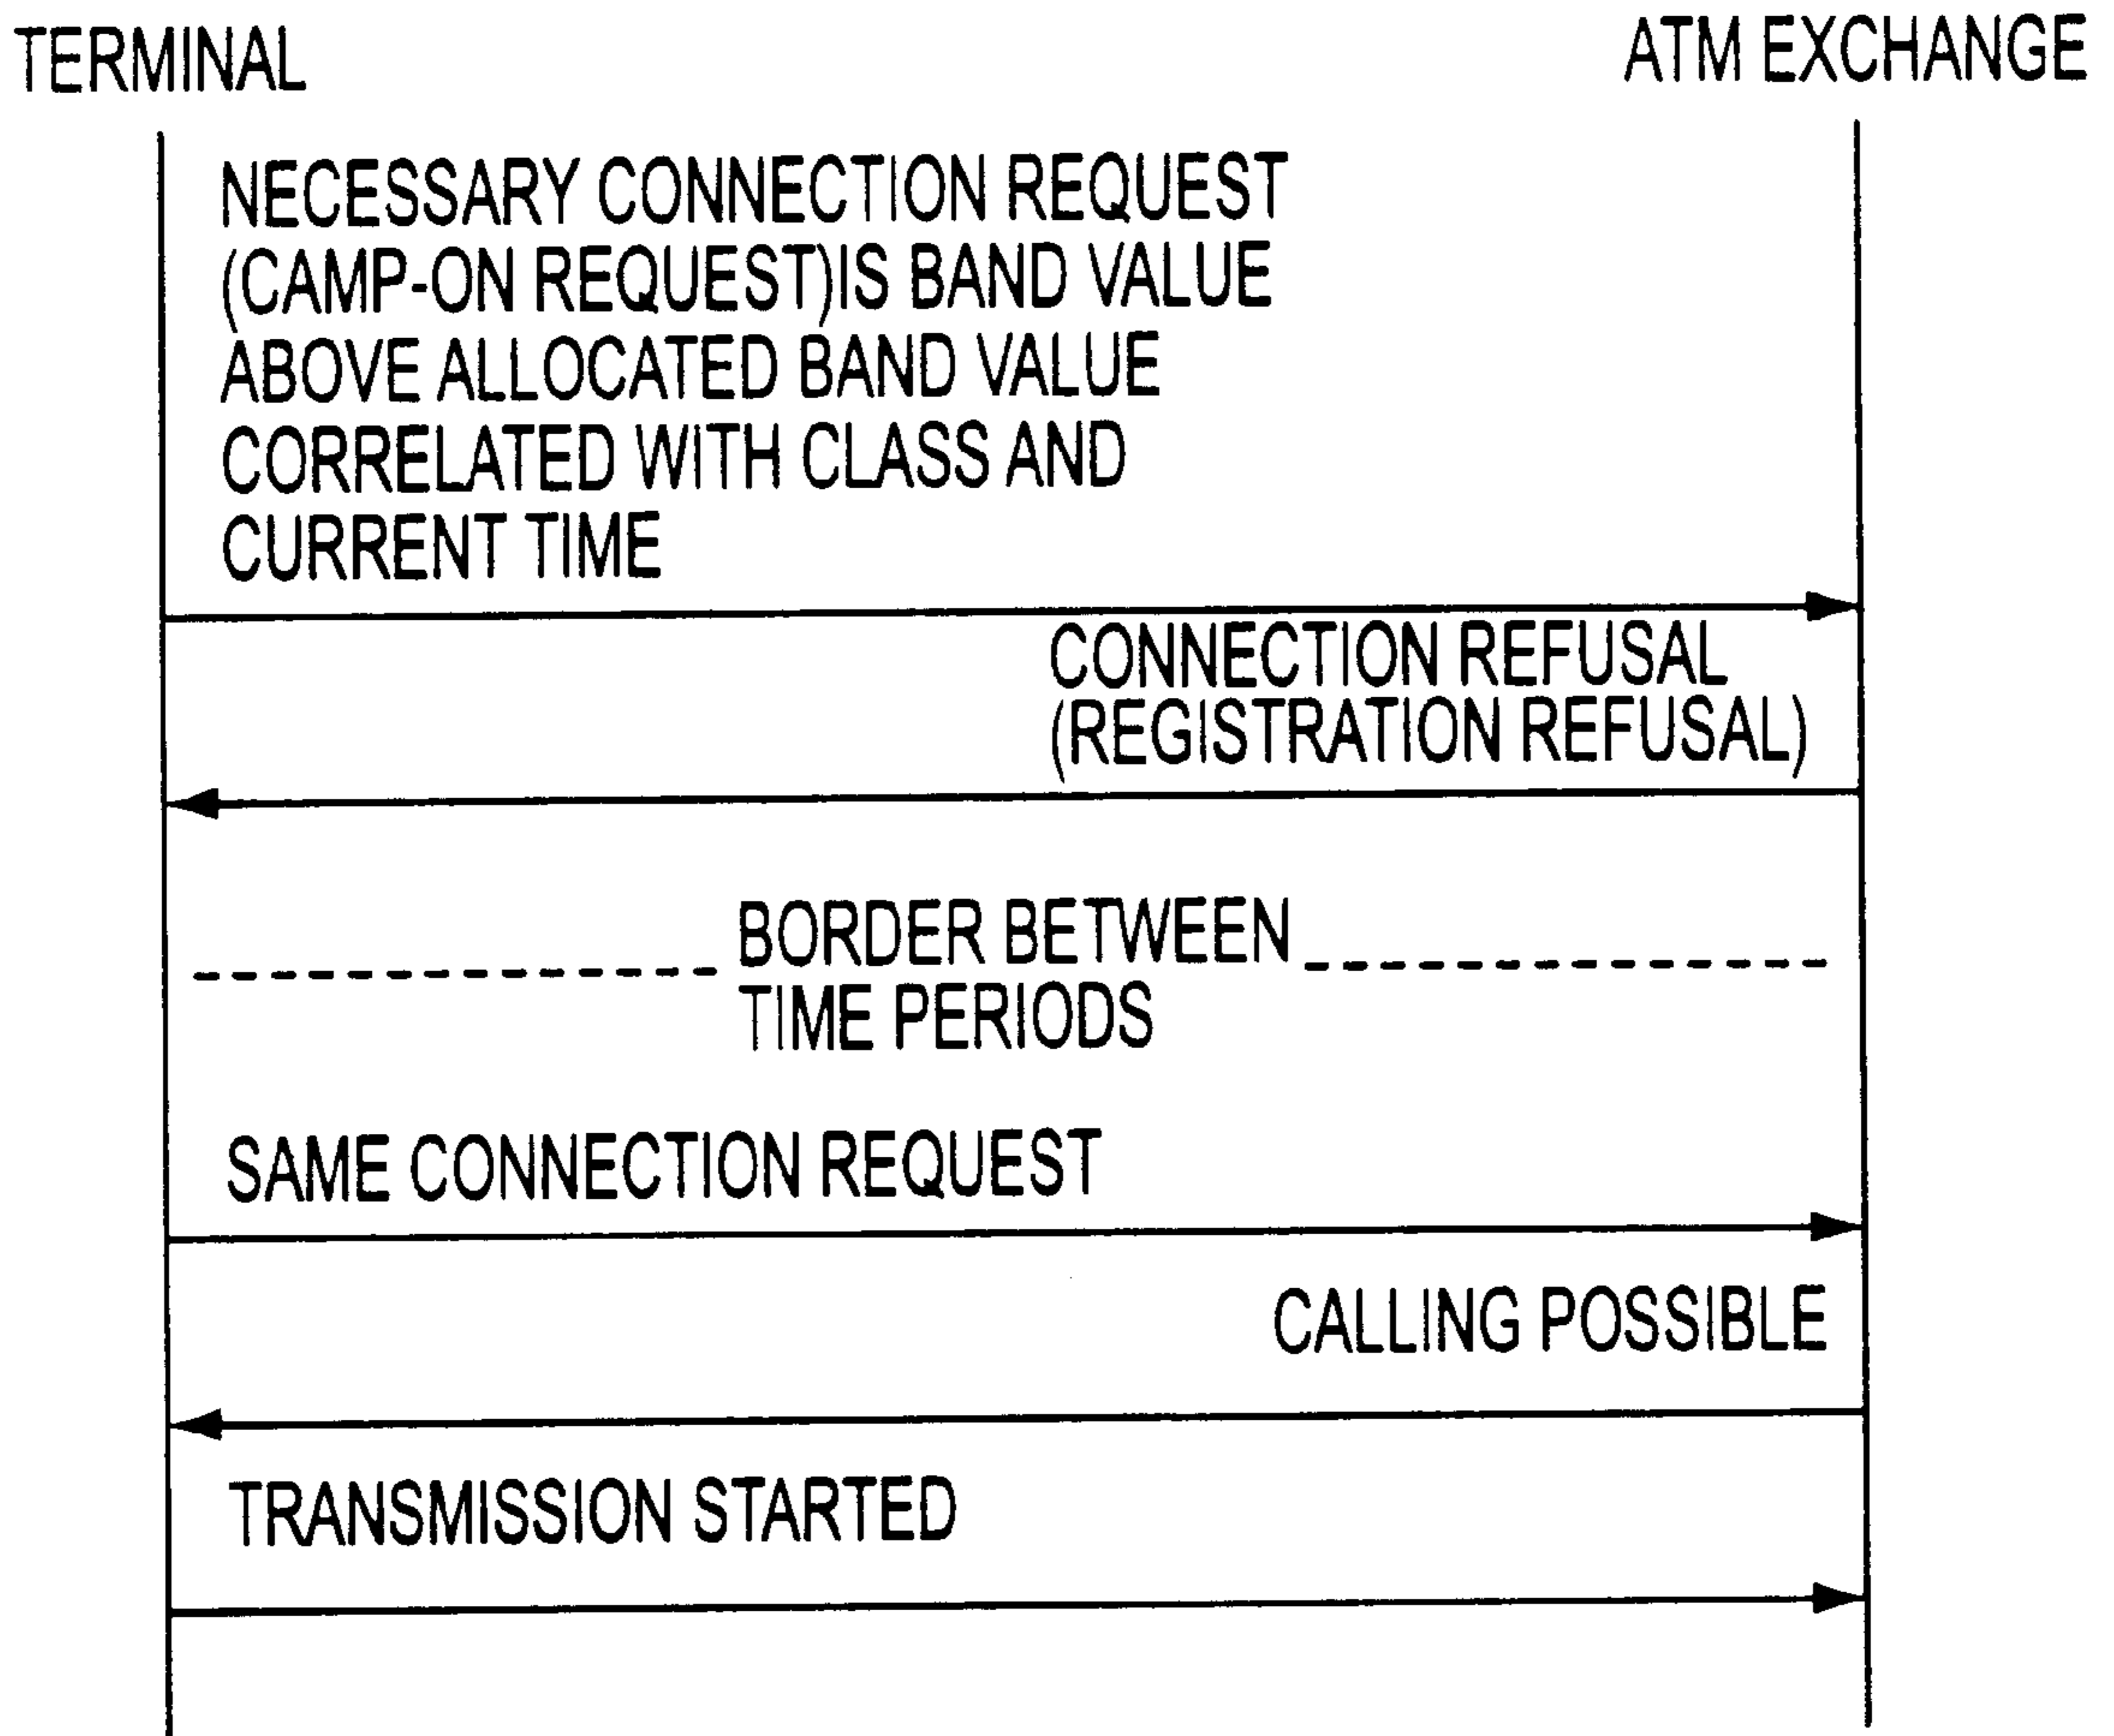 TERMINAL
ATM EXCHANGE
NECESSARY CONNECTION REQUEST
(CAMP-ON REQUEST)IS BAND VALUE
ABOVE ALLOCATED BAND VALUE
CORRELATED WITH CLASS AND
CURRENT TIME
CONNECTION REFUSAL
(REGISTRATION REFUSAL)
BORDER BETWEEN
TIME PERIODS
SAME CONNECTION REQUEST
CALLING POSSIBLE
TRANSMISSION STARTED